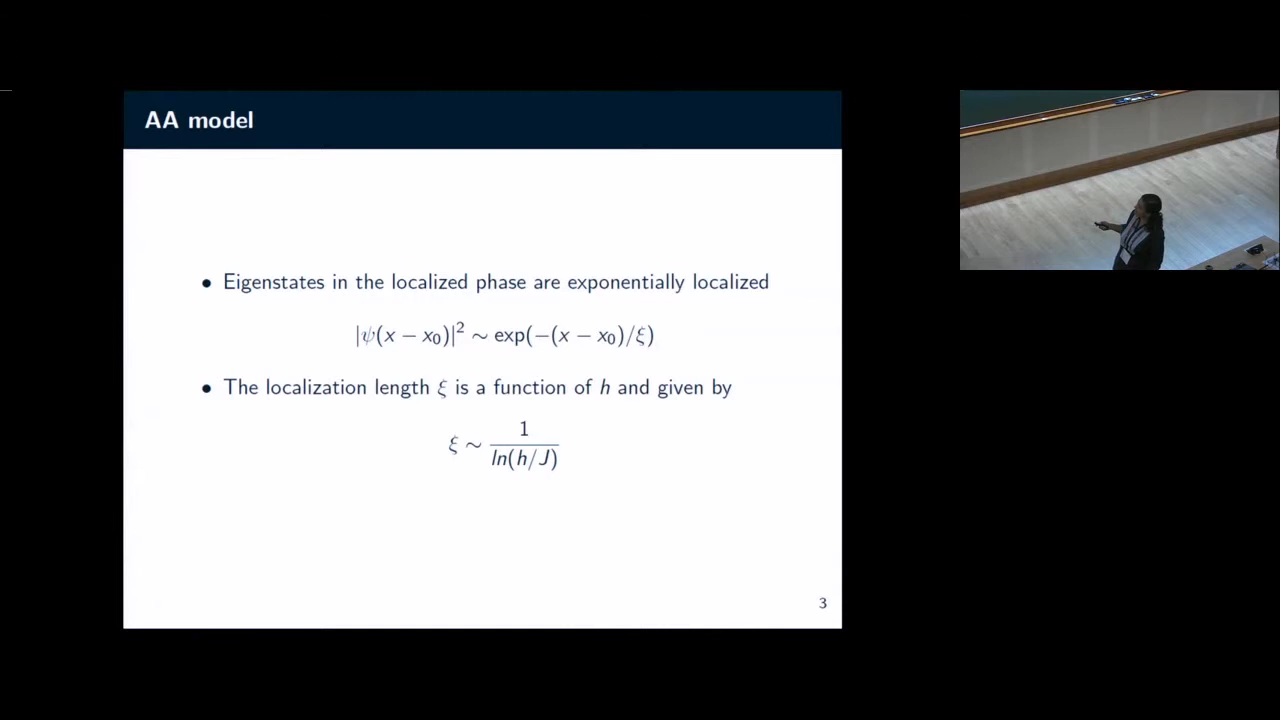 AA model
• Eigenstates in the localized phase are exponentially localized
|ψ(x − x₀)|² ∼ exp(−(x − x₀)/ξ)
• The localization length ξ is a function of h and given by
ξ ∼ 1 / ln(h/J)
3